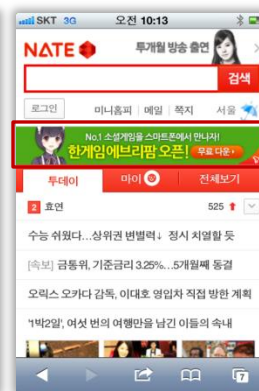 SKT 3G 오전 10:13
NATE 투개월 방송 출연
검색
로그인 미니홈피 메일 쪽지 서울
No.1 소셜게임을 스마트폰에서 만나자!
한게임에브리팜 오픈! 무료 다운
투데이 마이 전체보기
2 효연 525
수능 쉬웠다...상위권 변별력↓ 정시 치열할 듯
[속보] 금통위, 기준금리 3.25%...5개월째 동결
오릭스 오카다 감독, 이대호 영입차 직접 방한 계획
'1박2일', 여섯 번의 여행만을 남긴 이들의 속내
7